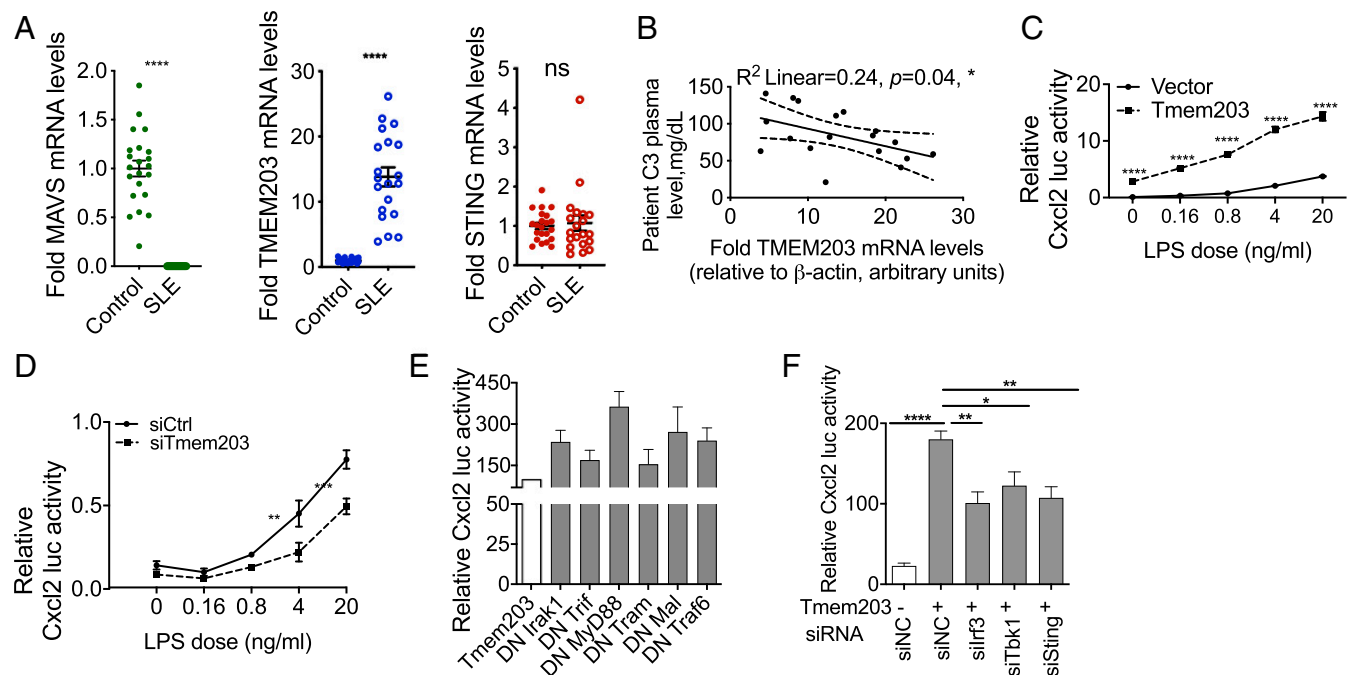 A
Fold MAVS mRNA levels
****
2.0
1.5
1.0
0.5
0.0
Control
SLE
Fold TMEM203 mRNA levels
****
30
20
10
0
Control
SLE
Fold STING mRNA levels
ns
5
4
3
2
1
0
Control
SLE
B
R2 Linear=0.24, p=0.04, *
Patient C3 plasma
level,mg/dL
150
100
50
0
0
10
20
30
Fold TMEM203 mRNA levels
(relative to β-actin, arbitrary units)
C
Relative
Cxcl2 luc activity
20
10
0
Vector
Tmem203
****
****
****
****
****
0
0.16
0.8
4
20
LPS dose (ng/ml)
D
Relative
Cxcl2 luc activity
1.0
0.5
0.0
siCtrl
siTmem203
**
***
0
0.16
0.8
4
20
LPS dose (ng/ml)
E
Relative Cxcl2 luc activity
450
300
150
50
25
0
Tmem203
DN Irak1
DN Trif
DN MyD88
DN Tram
DN Mal
DN Traf6
F
Relative Cxcl2 luc activity
200
100
0
**
*
****
**
Tmem203 - + + + +
siRNA
siNC
siNC
siIrf3
siTbk1
siSting